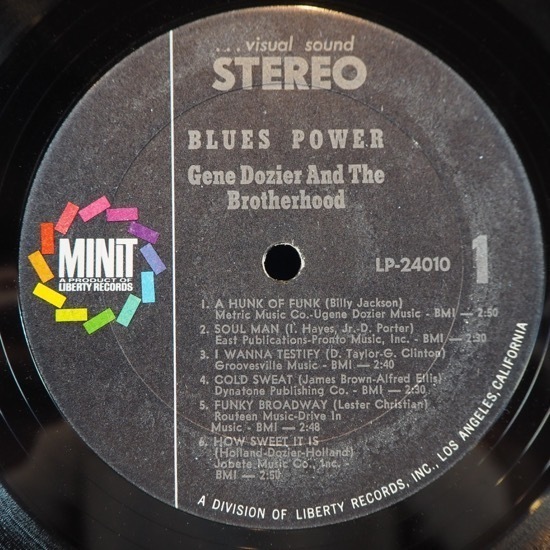 ...visual sound
STEREO
BLUES POWER
Gene Dozier And The
Brotherhood
MINIT
A PRODUCT OF
LIBERTY RECORDS
LP-24010
1
1. A HUNK OF FUNK (Billy Jackson)
Metric Music Co.-Ugene Dozier Music - BMI — 2:50
2. SOUL MAN (I. Hayes, Jr.-D. Porter)
East Publications-Pronto Music, Inc. - BMI — 2:30
3. I WANNA TESTIFY (D. Taylor-G. Clinton)
Groovesville Music - BMI — 2:40
4. COLD SWEAT (James Brown-Alfred Ellis)
Dynatone Publishing Co. - BMI — 2:30
5. FUNKY BROADWAY (Lester Christian)
Routeen Music-Drive In
Music - BMI — 2:48
6. HOW SWEET IT IS
(Holland-Dozier-Holland)
Jobete Music Co., Inc. -
BMI — 2:50
A DIVISION OF LIBERTY RECORDS, INC., LOS ANGELES, CALIFORNIA